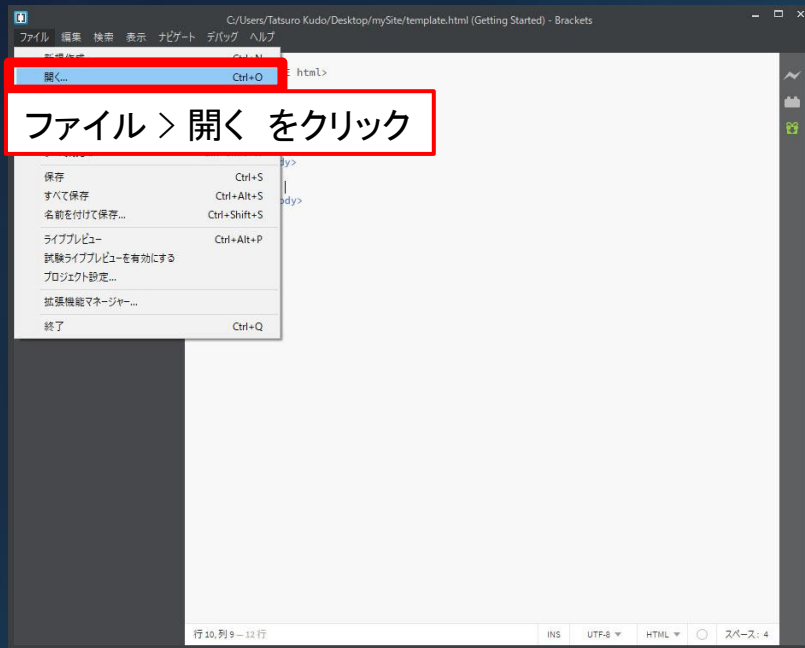 C:/Users/Tatsuro Kudo/Desktop/mySite/template.html (Getting Started) - Brackets
ファイル 編集 検索 表示 ナビゲート デバッグ ヘルプ
開く... Ctrl+O
html>
ファイル > 開く をクリック
dy>
保存 Ctrl+S
すべて保存 Ctrl+Alt+S
ody>
名前を付けて保存... Ctrl+Shift+S
ライブプレビュー Ctrl+Alt+P
試験ライブプレビューを有効にする
プロジェクト設定...
拡張機能マネージャー...
終了 Ctrl+Q
行 10, 列 9 — 12 行 INS UTF-8 HTML スペース: 4